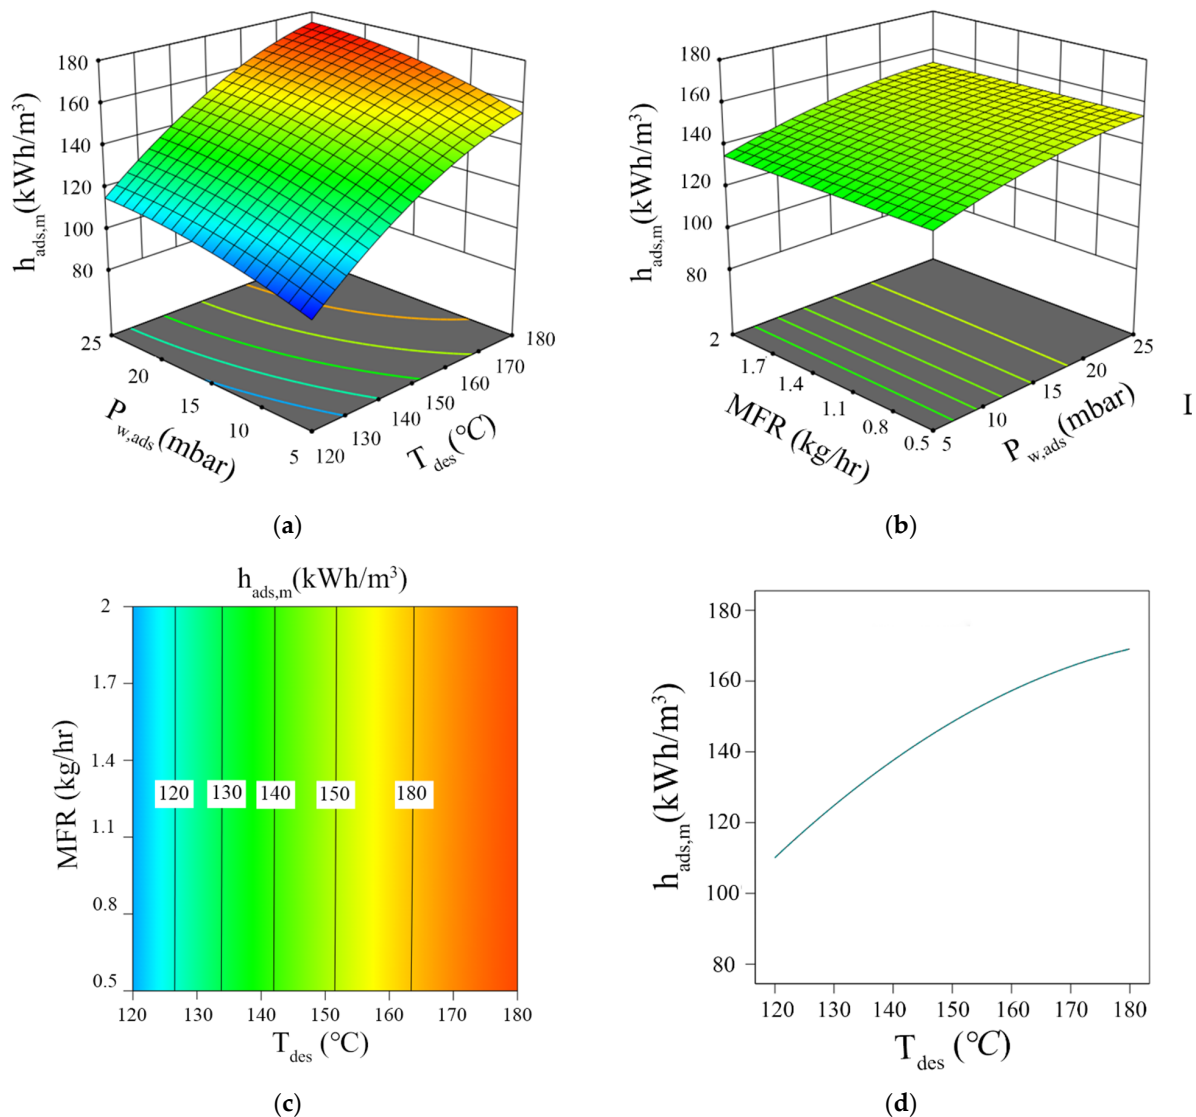 180
160
140
120
100
80
h_ads,m (kWh/m³)
25
20
15
10
5
P_w,ads (mbar)
120
130
140
150
160
170
180
T_des (°C)
(a)
180
160
140
120
100
80
h_ads,m (kWh/m³)
2
1.7
1.4
1.1
0.8
0.5
MFR (kg/hr)
5
10
15
20
25
P_w,ads (mbar)
(b)
h_ads,m (kWh/m³)
2
1.7
1.4
1.1
0.8
0.5
MFR (kg/hr)
120 130 140 150 180
120 130 140 150 160 170 180
T_des (°C)
(c)
180
160
140
120
100
80
h_ads,m (kWh/m³)
120 130 140 150 160 170 180
T_des (°C)
(d)